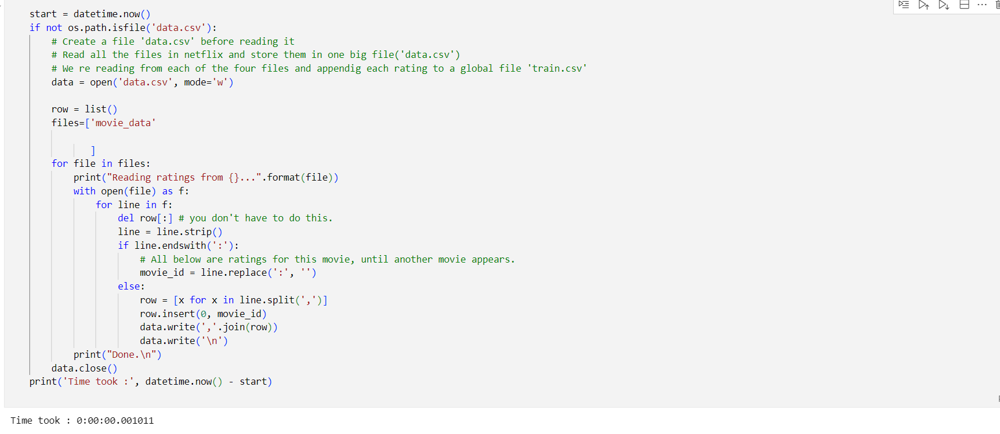 start = datetime.now()
if not os.path.isfile('data.csv'):
    # Create a file 'data.csv' before reading it
    # Read all the files in netflix and store them in one big file('data.csv')
    # We re reading from each of the four files and appendig each rating to a global file 'train.csv'
    data = open('data.csv', mode='w')
    row = list()
    files=['movie_data'
           ]
    for file in files:
        print("Reading ratings from {}...".format(file))
        with open(file) as f:
            for line in f:
                del row[:] # you don't have to do this.
                line = line.strip()
                if line.endswith(':'):
                    # All below are ratings for this movie, until another movie appears.
                    movie_id = line.replace(':', '')
                else:
                    row = [x for x in line.split(',')]
                    row.insert(0, movie_id)
                    data.write(','.join(row))
                    data.write('\n')
        print("Done.\n")
    data.close()
print('Time took :', datetime.now() - start)
Time took : 0:00:00.001011